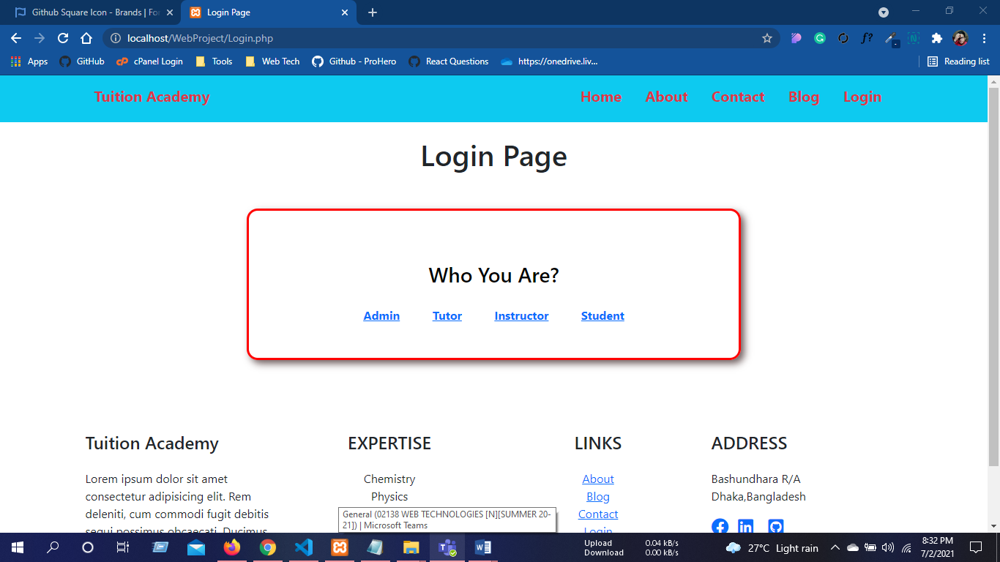 Github Square Icon - Brands | Fo
Login Page
localhost/WebProject/Login.php
Apps
GitHub
cPanel Login
Tools
Web Tech
Github - ProHero
React Questions
https://onedrive.liv...
Reading list
Tuition Academy
Home
About
Contact
Blog
Login
Login Page
Who You Are?
Admin
Tutor
Instructor
Student
Tuition Academy
Lorem ipsum dolor sit amet
consectetur adipisicing elit. Rem
deleniti, cum commodi fugit debitis
sequi possimus obcaecati. Ducimus
EXPERTISE
Chemistry
Physics
LINKS
About
Blog
Contact
Login
ADDRESS
Bashundhara R/A
Dhaka,Bangladesh
General (02138 WEB TECHNOLOGIES [N][SUMMER 20-
21]) | Microsoft Teams
Upload 0.04 kB/s
Download 0.00 kB/s
27°C Light rain
8:32 PM
7/2/2021